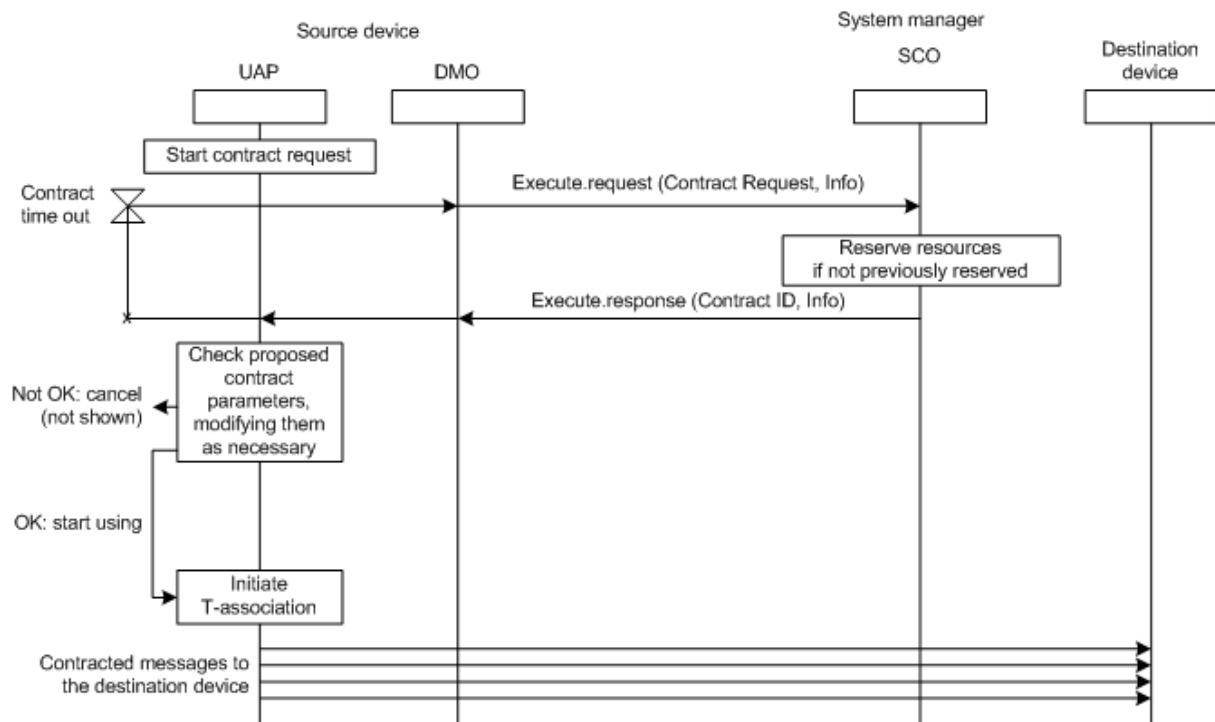 Source device
System manager
UAP
DMO
SCO
Destination
device
Start contract request
Contract
time out
Execute.request (Contract Request, Info)
Reserve resources
if not previously reserved
Execute.response (Contract ID, Info)
x
Check proposed
contract
parameters,
modifying them
as necessary
Not OK: cancel
(not shown)
OK: start using
Initiate
T-association
Contracted messages to
the destination device